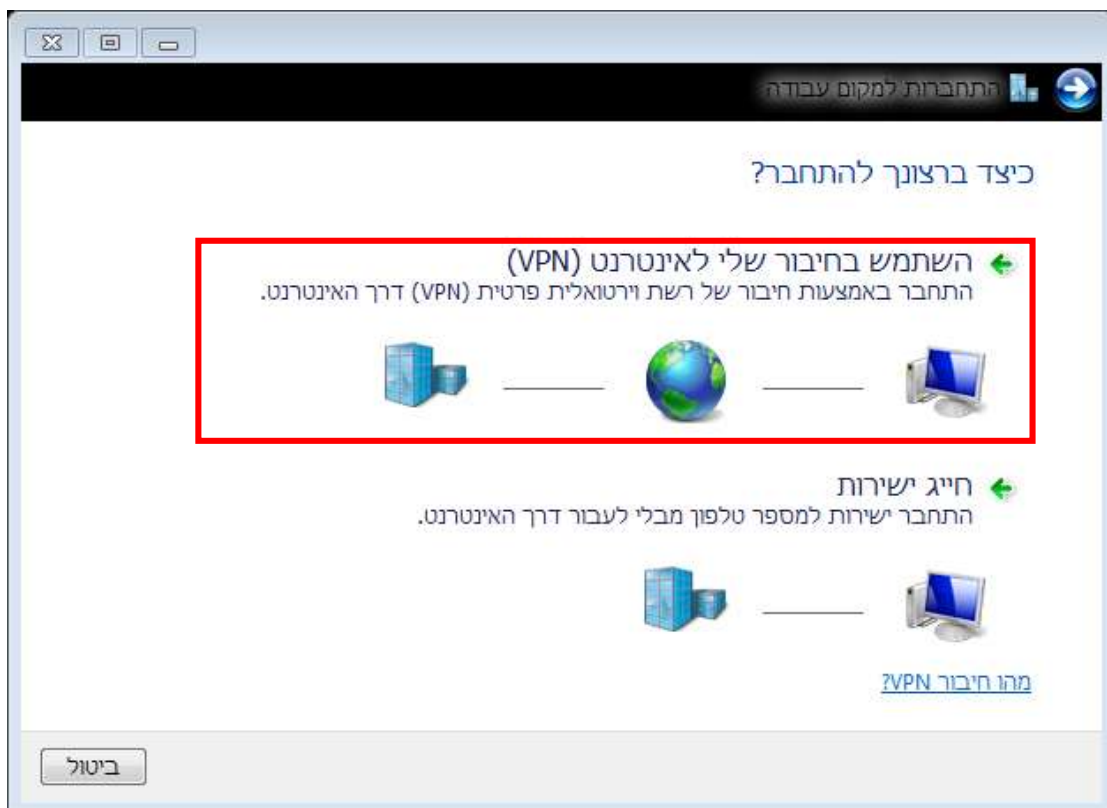 התחברות למקום עבודה
כיצד ברצונך להתחבר?
השתמש בחיבור שלי לאינטרנט (VPN)
התחבר באמצעות חיבור של רשת וירטואלית פרטית (VPN) דרך האינטרנט.
חייג ישירות
התחבר ישירות למספר טלפון מבלי לעבור דרך האינטרנט.
מהו חיבור VPN?
ביטול